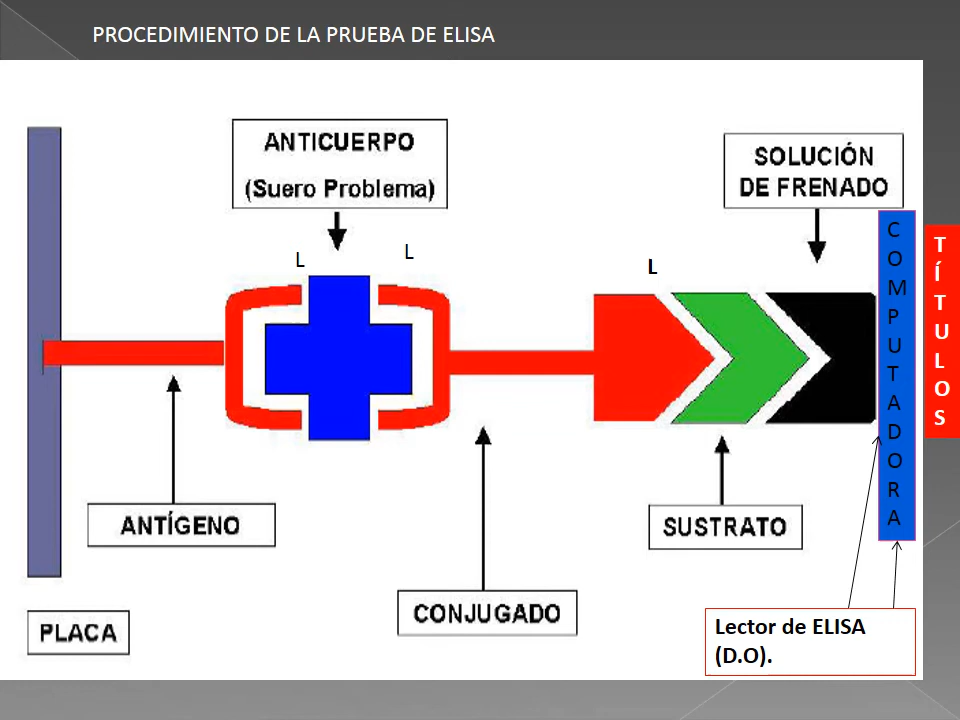 PROCEDIMIENTO DE LA PRUEBA DE ELISA
ANTICUERPO
(Suero Problema)
SOLUCIÓN
DE FRENADO
L
L
L
COMPUTADORA
TÍTULOS
ANTÍGENO
SUSTRATO
CONJUGADO
PLACA
Lector de ELISA
(D.O).